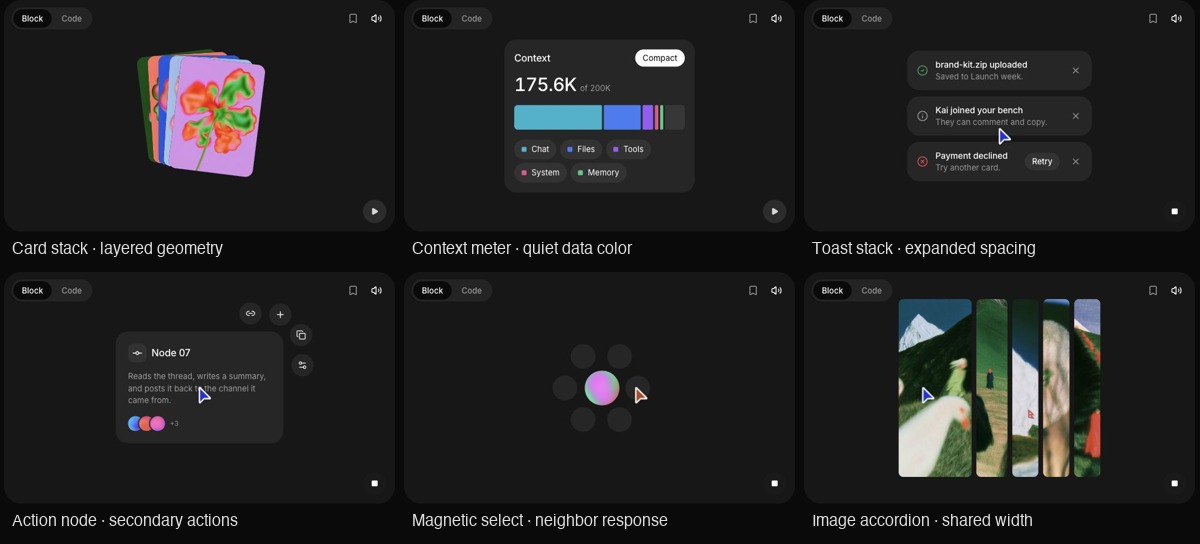 Block Code
Card stack · layered geometry
Block Code
Context Compact
175.6K of 200K
Chat Files Tools
System Memory
Context meter · quiet data color
Block Code
brand-kit.zip uploaded
Saved to Launch week.
Kai joined your bench
They can comment and copy.
Payment declined
Try another card.
Retry
Toast stack · expanded spacing
Block Code
Node 07
Reads the thread, writes a summary,
and posts it back to the channel it
came from.
+3
Action node · secondary actions
Block Code
Magnetic select · neighbor response
Block Code
Image accordion · shared width